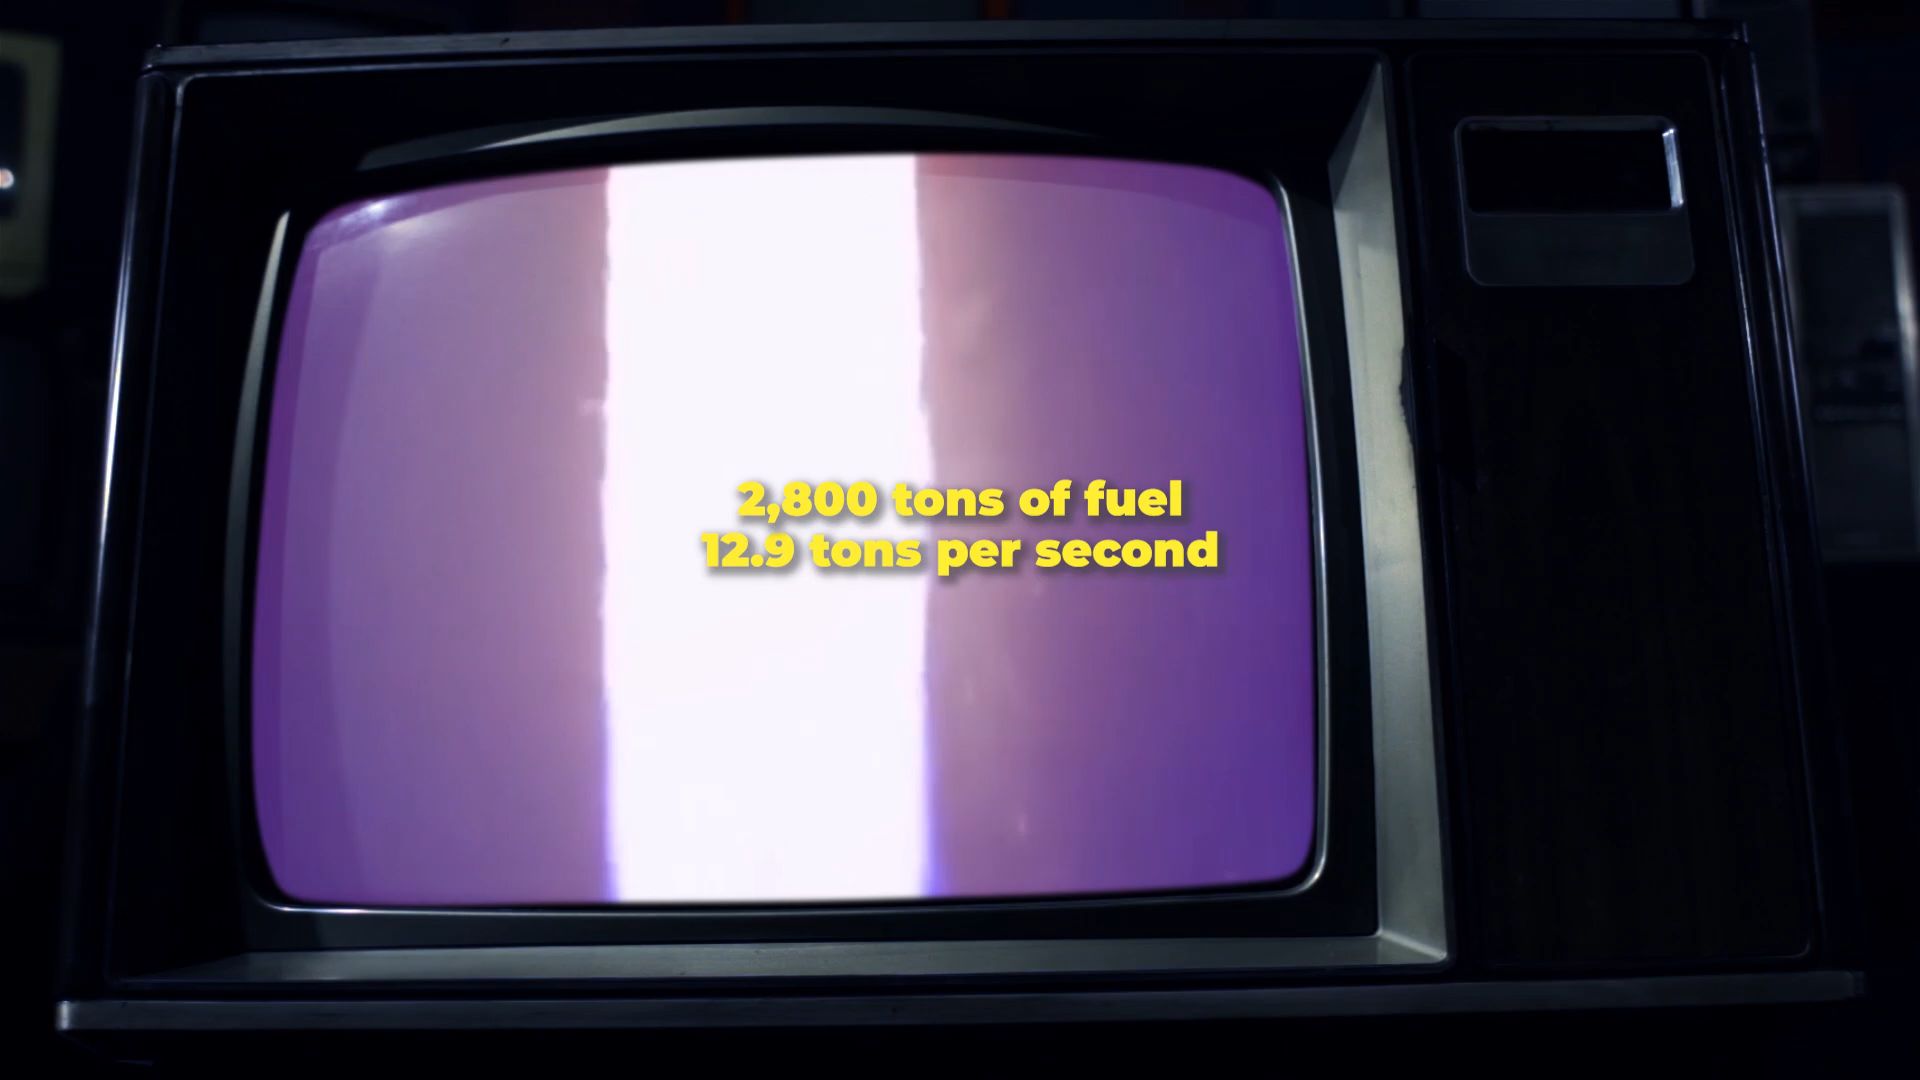 2,800 tons of fuel
12.9 tons per second